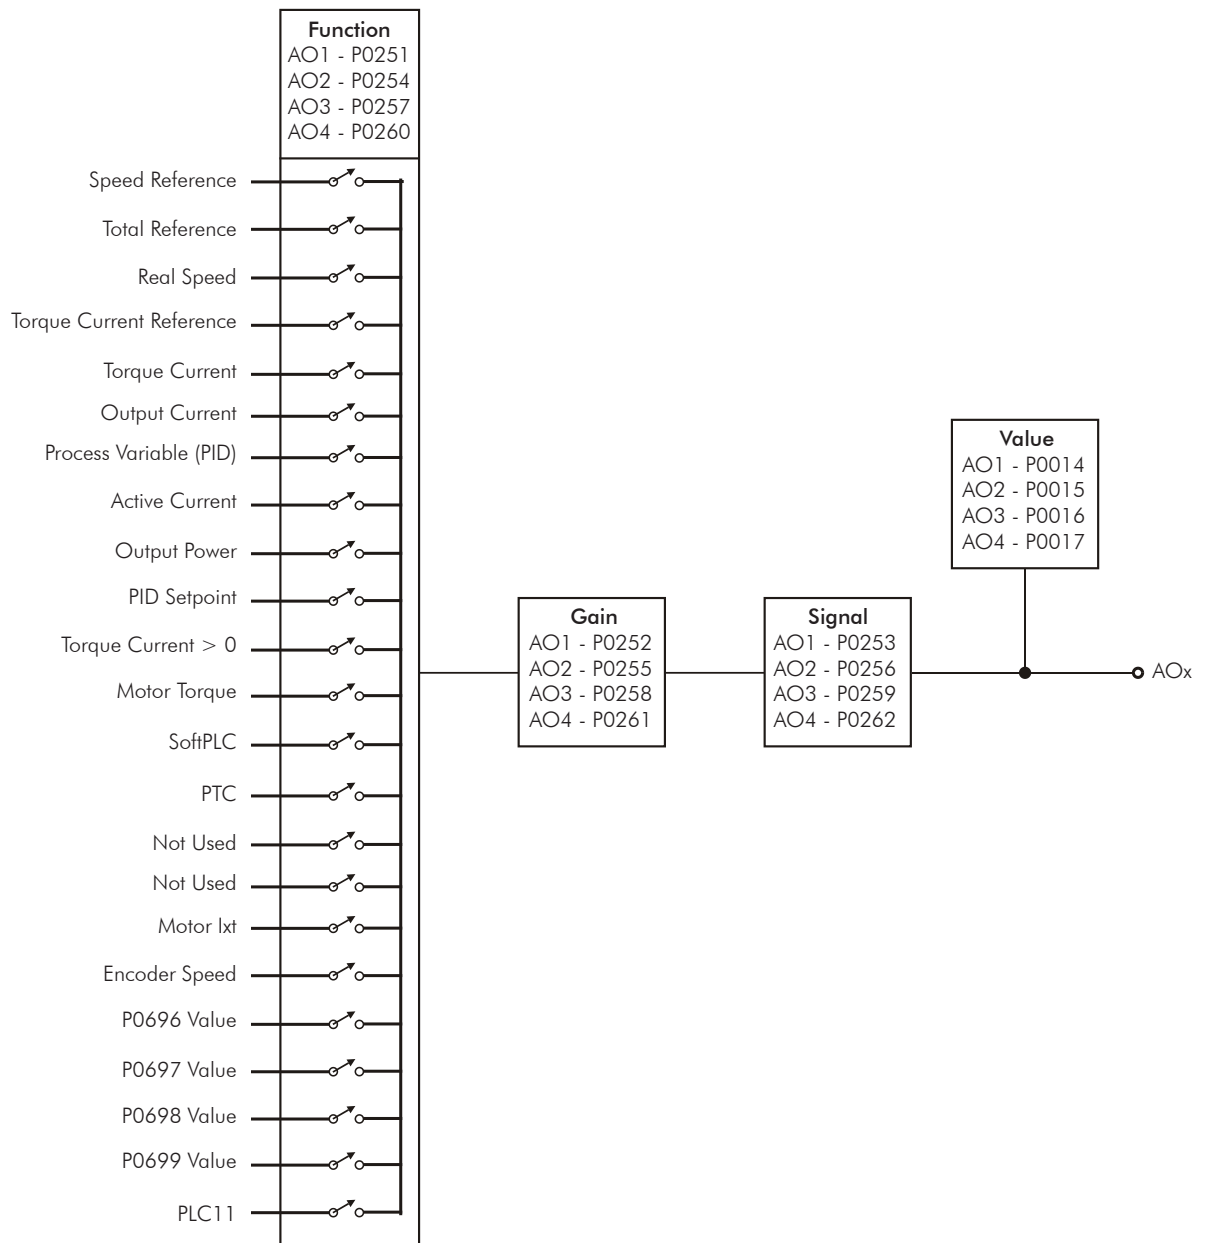 Function
AO1 - P0251
AO2 - P0254
AO3 - P0257
AO4 - P0260
Speed Reference
Total Reference
Real Speed
Torque Current Reference
Torque Current
Output Current
Process Variable (PID)
Active Current
Output Power
PID Setpoint
Torque Current > 0
Motor Torque
SoftPLC
PTC
Not Used
Not Used
Motor Ixt
Encoder Speed
P0696 Value
P0697 Value
P0698 Value
P0699 Value
PLC11
Gain
AO1 - P0252
AO2 - P0255
AO3 - P0258
AO4 - P0261
Signal
AO1 - P0253
AO2 - P0256
AO3 - P0259
AO4 - P0262
Value
AO1 - P0014
AO2 - P0015
AO3 - P0016
AO4 - P0017
AOx